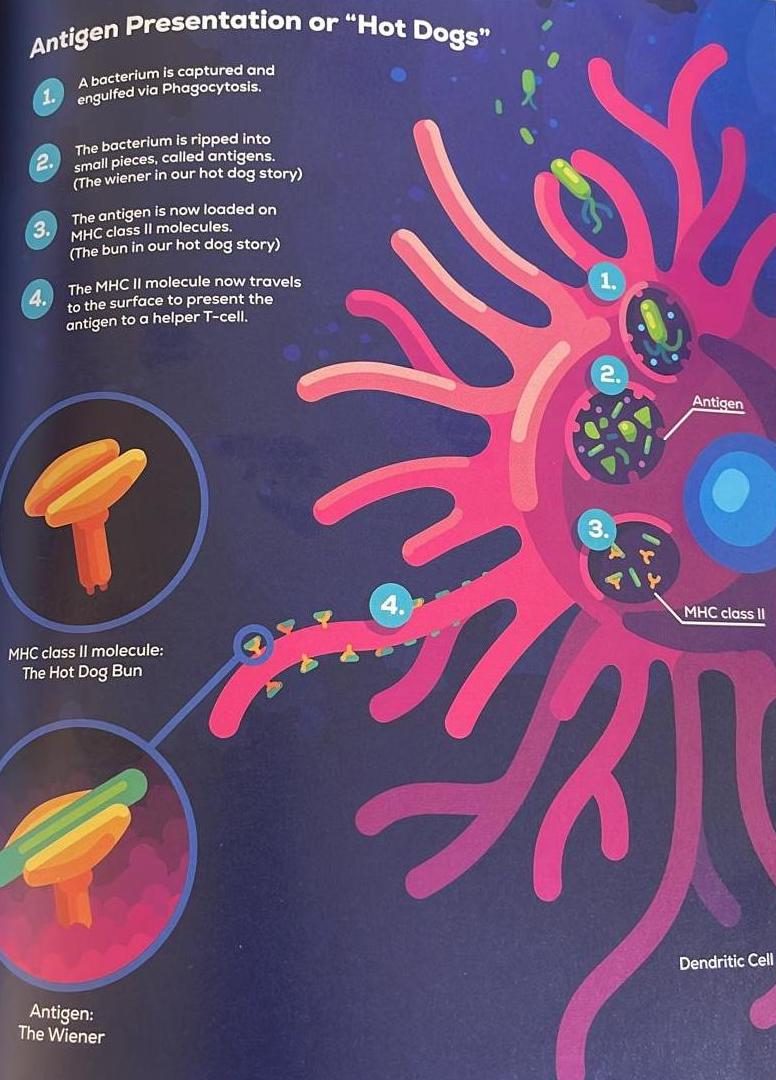 Antigen Presentation or “Hot Dogs”
1.
A bacterium is captured and
engulfed via Phagocytosis.
2.
The bacterium is ripped into
small pieces, called antigens.
(The wiener in our hot dog story)
3.
The antigen is now loaded on
MHC class II molecules.
(The bun in our hot dog story)
4.
The MHC II molecule now travels
to the surface to present the
antigen to a helper T-cell.
1.
2.
Antigen
3.
MHC class II
4.
MHC class II molecule:
The Hot Dog Bun
Dendritic Cell
Antigen:
The Wiener